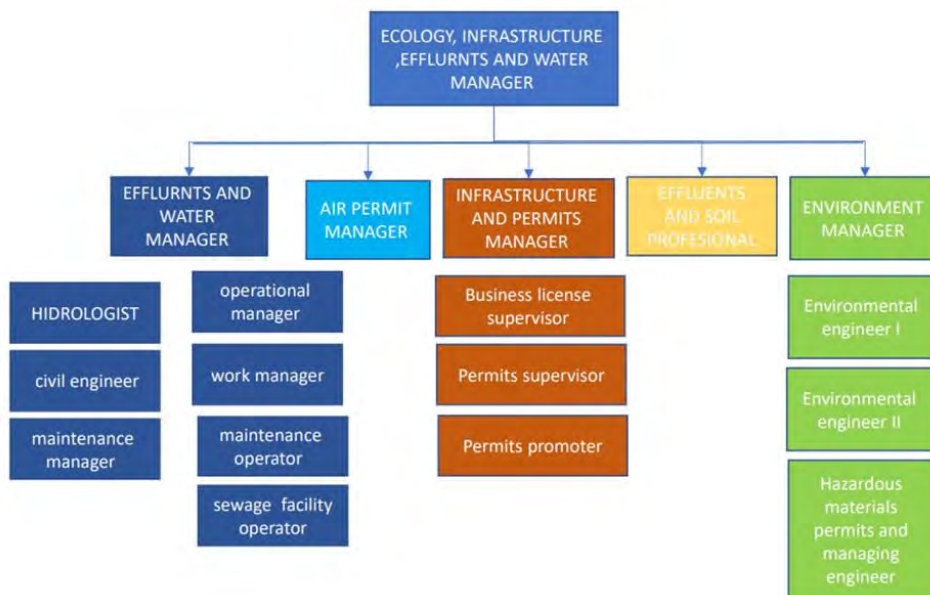 ECOLOGY, INFRASTRUCTURE
,EFFLURNTS AND WATER
MANAGER
EFFLURNTS AND
WATER
MANAGER
AIR PERMIT
MANAGER
INFRASTRUCTURE
AND PERMITS
MANAGER
EFFLUENTS
AND SOIL
PROFESIONAL
ENVIRONMENT
MANAGER
HIDROLOGIST
civil engineer
maintenance
manager
operational
manager
work manager
maintenance
operator
sewage facility
operator
Business license
supervisor
Permits supervisor
Permits promoter
Environmental
engineer I
Environmental
engineer II
Hazardous
materials
permits and
managing
engineer